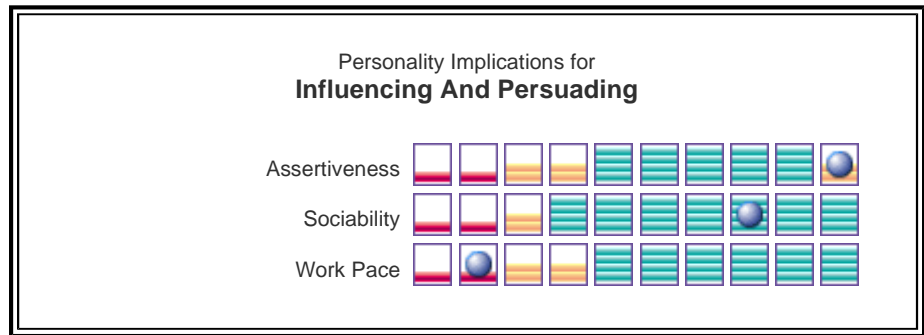 Personality Implications for
Influencing And Persuading
Assertiveness
Sociability
Work Pace